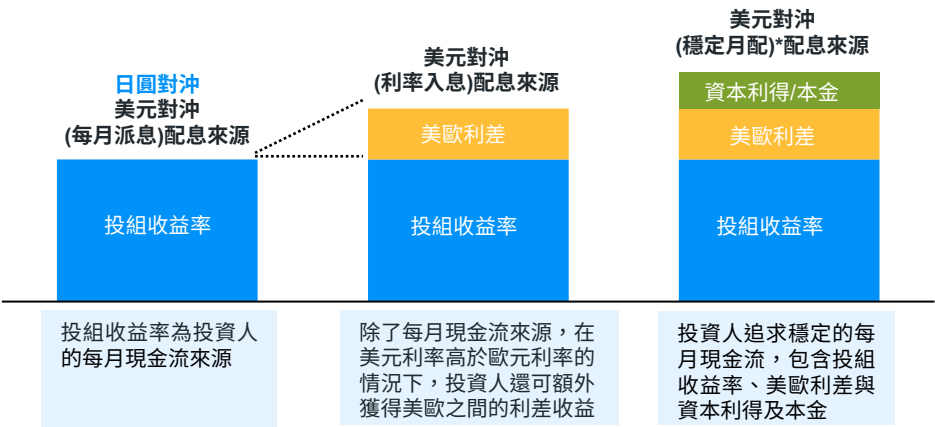 日圓對沖
美元對沖
(每月派息)配息來源
投組收益率
投組收益率為投資人
的每月現金流來源
美元對沖
(利率入息)配息來源
美歐利差
投組收益率
除了每月現金流來源，在
美元利率高於歐元利率的
情況下，投資人還可額外
獲得美歐之間的利差收益
美元對沖
(穩定月配)*配息來源
資本利得/本金
美歐利差
投組收益率
投資人追求穩定的每
月現金流，包含投組
收益率、美歐利差與
資本利得及本金